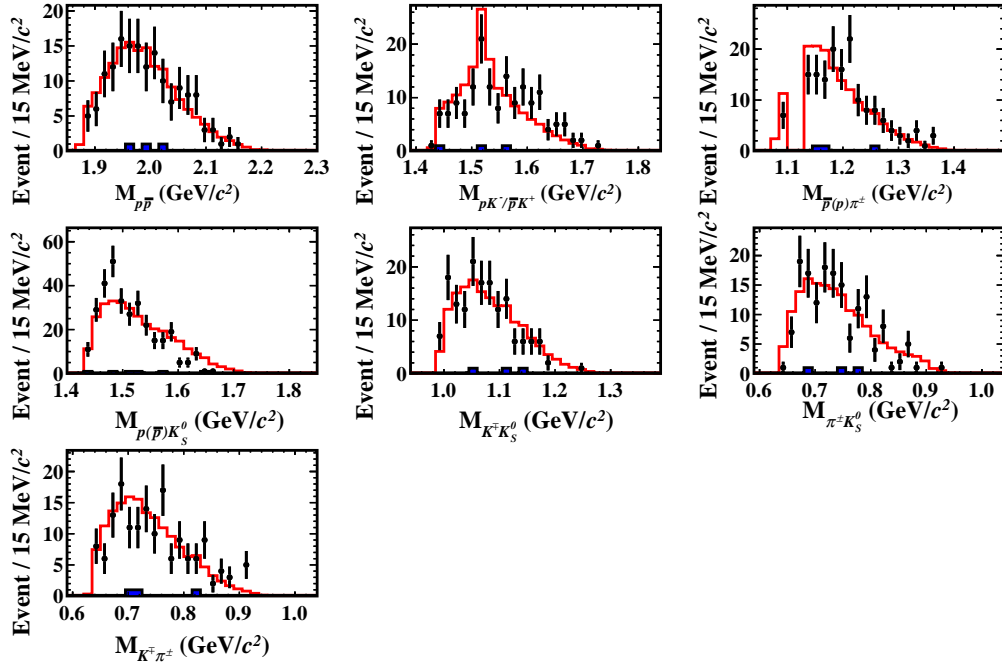 Event / 15 MeV/c²
15
10
5
0
1.9 2.0 2.1 2.2 2.3
M_{pp̅} (GeV/c²)
Event / 15 MeV/c²
20
10
0
1.4 1.5 1.6 1.7 1.8
M_{pK⁻/p̅K⁺} (GeV/c²)
Event / 15 MeV/c²
20
10
0
1.1 1.2 1.3 1.4
M_{p̅(p)π±} (GeV/c²)
Event / 15 MeV/c²
60
40
20
0
1.4 1.5 1.6 1.7 1.8
M_{p(p̅)K_S^0} (GeV/c²)
Event / 15 MeV/c²
20
10
0
1.0 1.1 1.2 1.3
M_{K∓K_S^0} (GeV/c²)
Event / 15 MeV/c²
20
15
10
5
0
0.6 0.7 0.8 0.9 1.0
M_{π±K_S^0} (GeV/c²)
Event / 15 MeV/c²
20
15
10
5
0
0.6 0.7 0.8 0.9 1.0
M_{K∓π±} (GeV/c²)